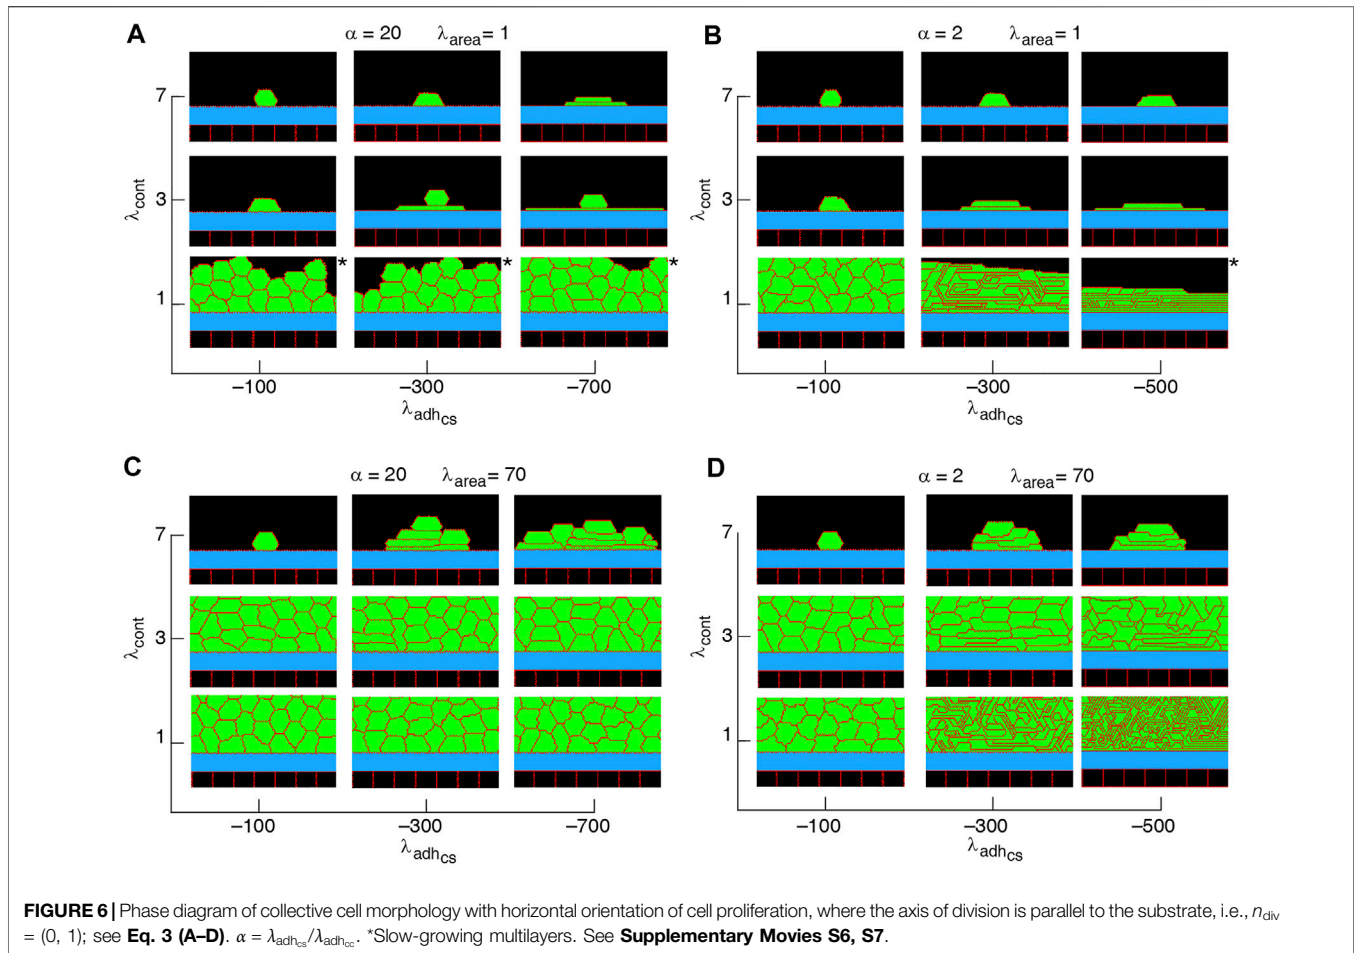 A
α = 20 λarea = 1
7
λcont
3
*
*
*
1
−100
−300
−700
λadhCS
B
α = 2 λarea = 1
7
λcont
3
*
1
−100
−300
−500
λadhCS
C
α = 20 λarea = 70
7
λcont
3
1
−100
−300
−700
λadhCS
D
α = 2 λarea = 70
7
λcont
3
1
−100
−300
−500
λadhCS
FIGURE 6 | Phase diagram of collective cell morphology with horizontal orientation of cell proliferation, where the axis of division is parallel to the substrate, i.e., ndiv
= (0, 1); see Eq. 3 (A–D). α = λadhcs/λadhcc. *Slow-growing multilayers. See Supplementary Movies S6, S7.